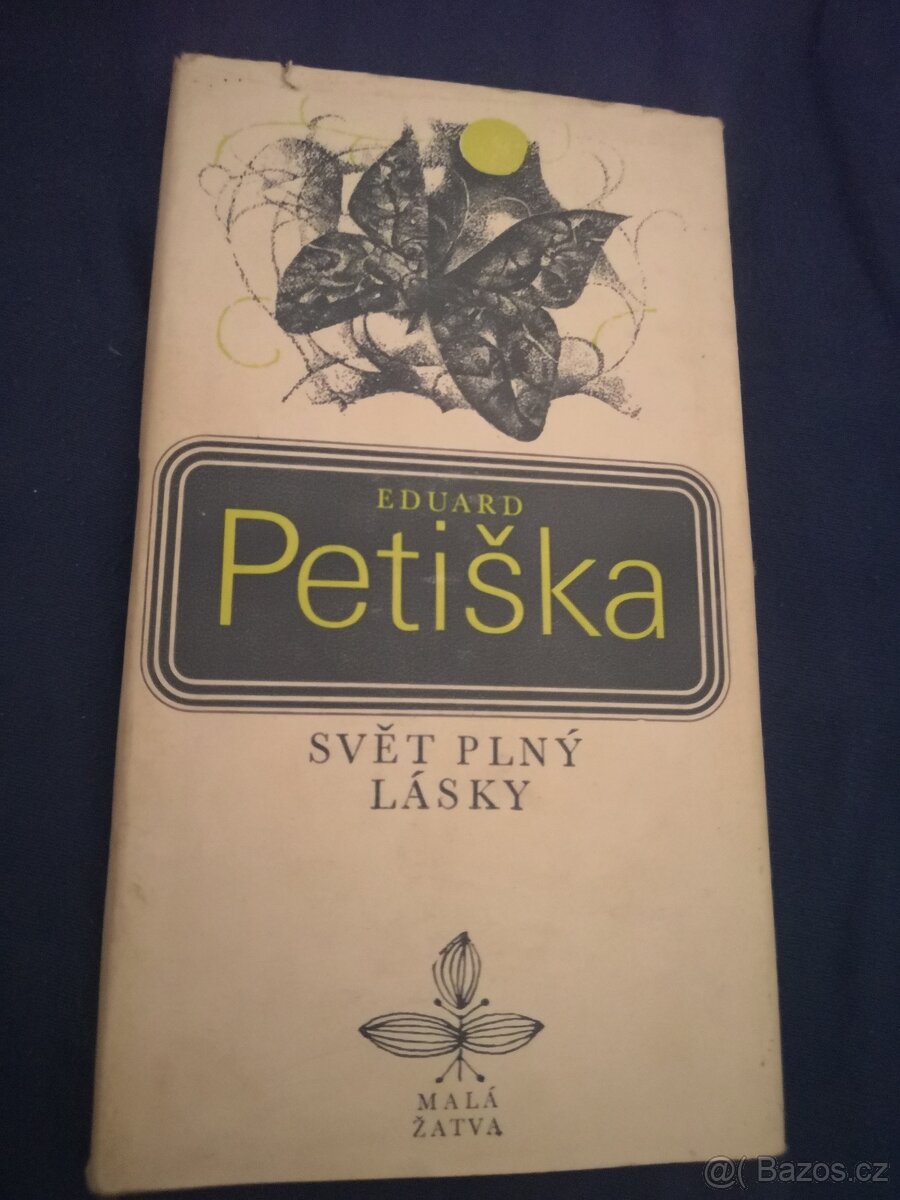 EDUARD
Petiška
SVĚT PLNÝ
LÁSKY
MALÁ
ŽATVA
@( Bazos.cz